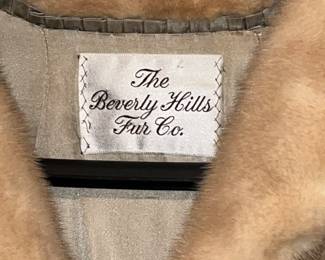 The
Beverly Hills
Fur Co.